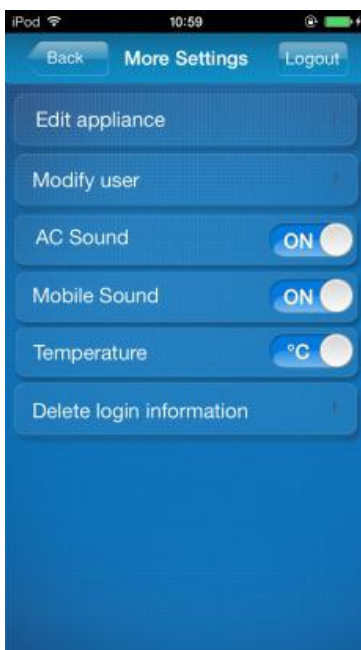 iPod 10:59
Back More Settings Logout
Edit appliance
Modify user
AC Sound ON
Mobile Sound ON
Temperature °C
Delete login information